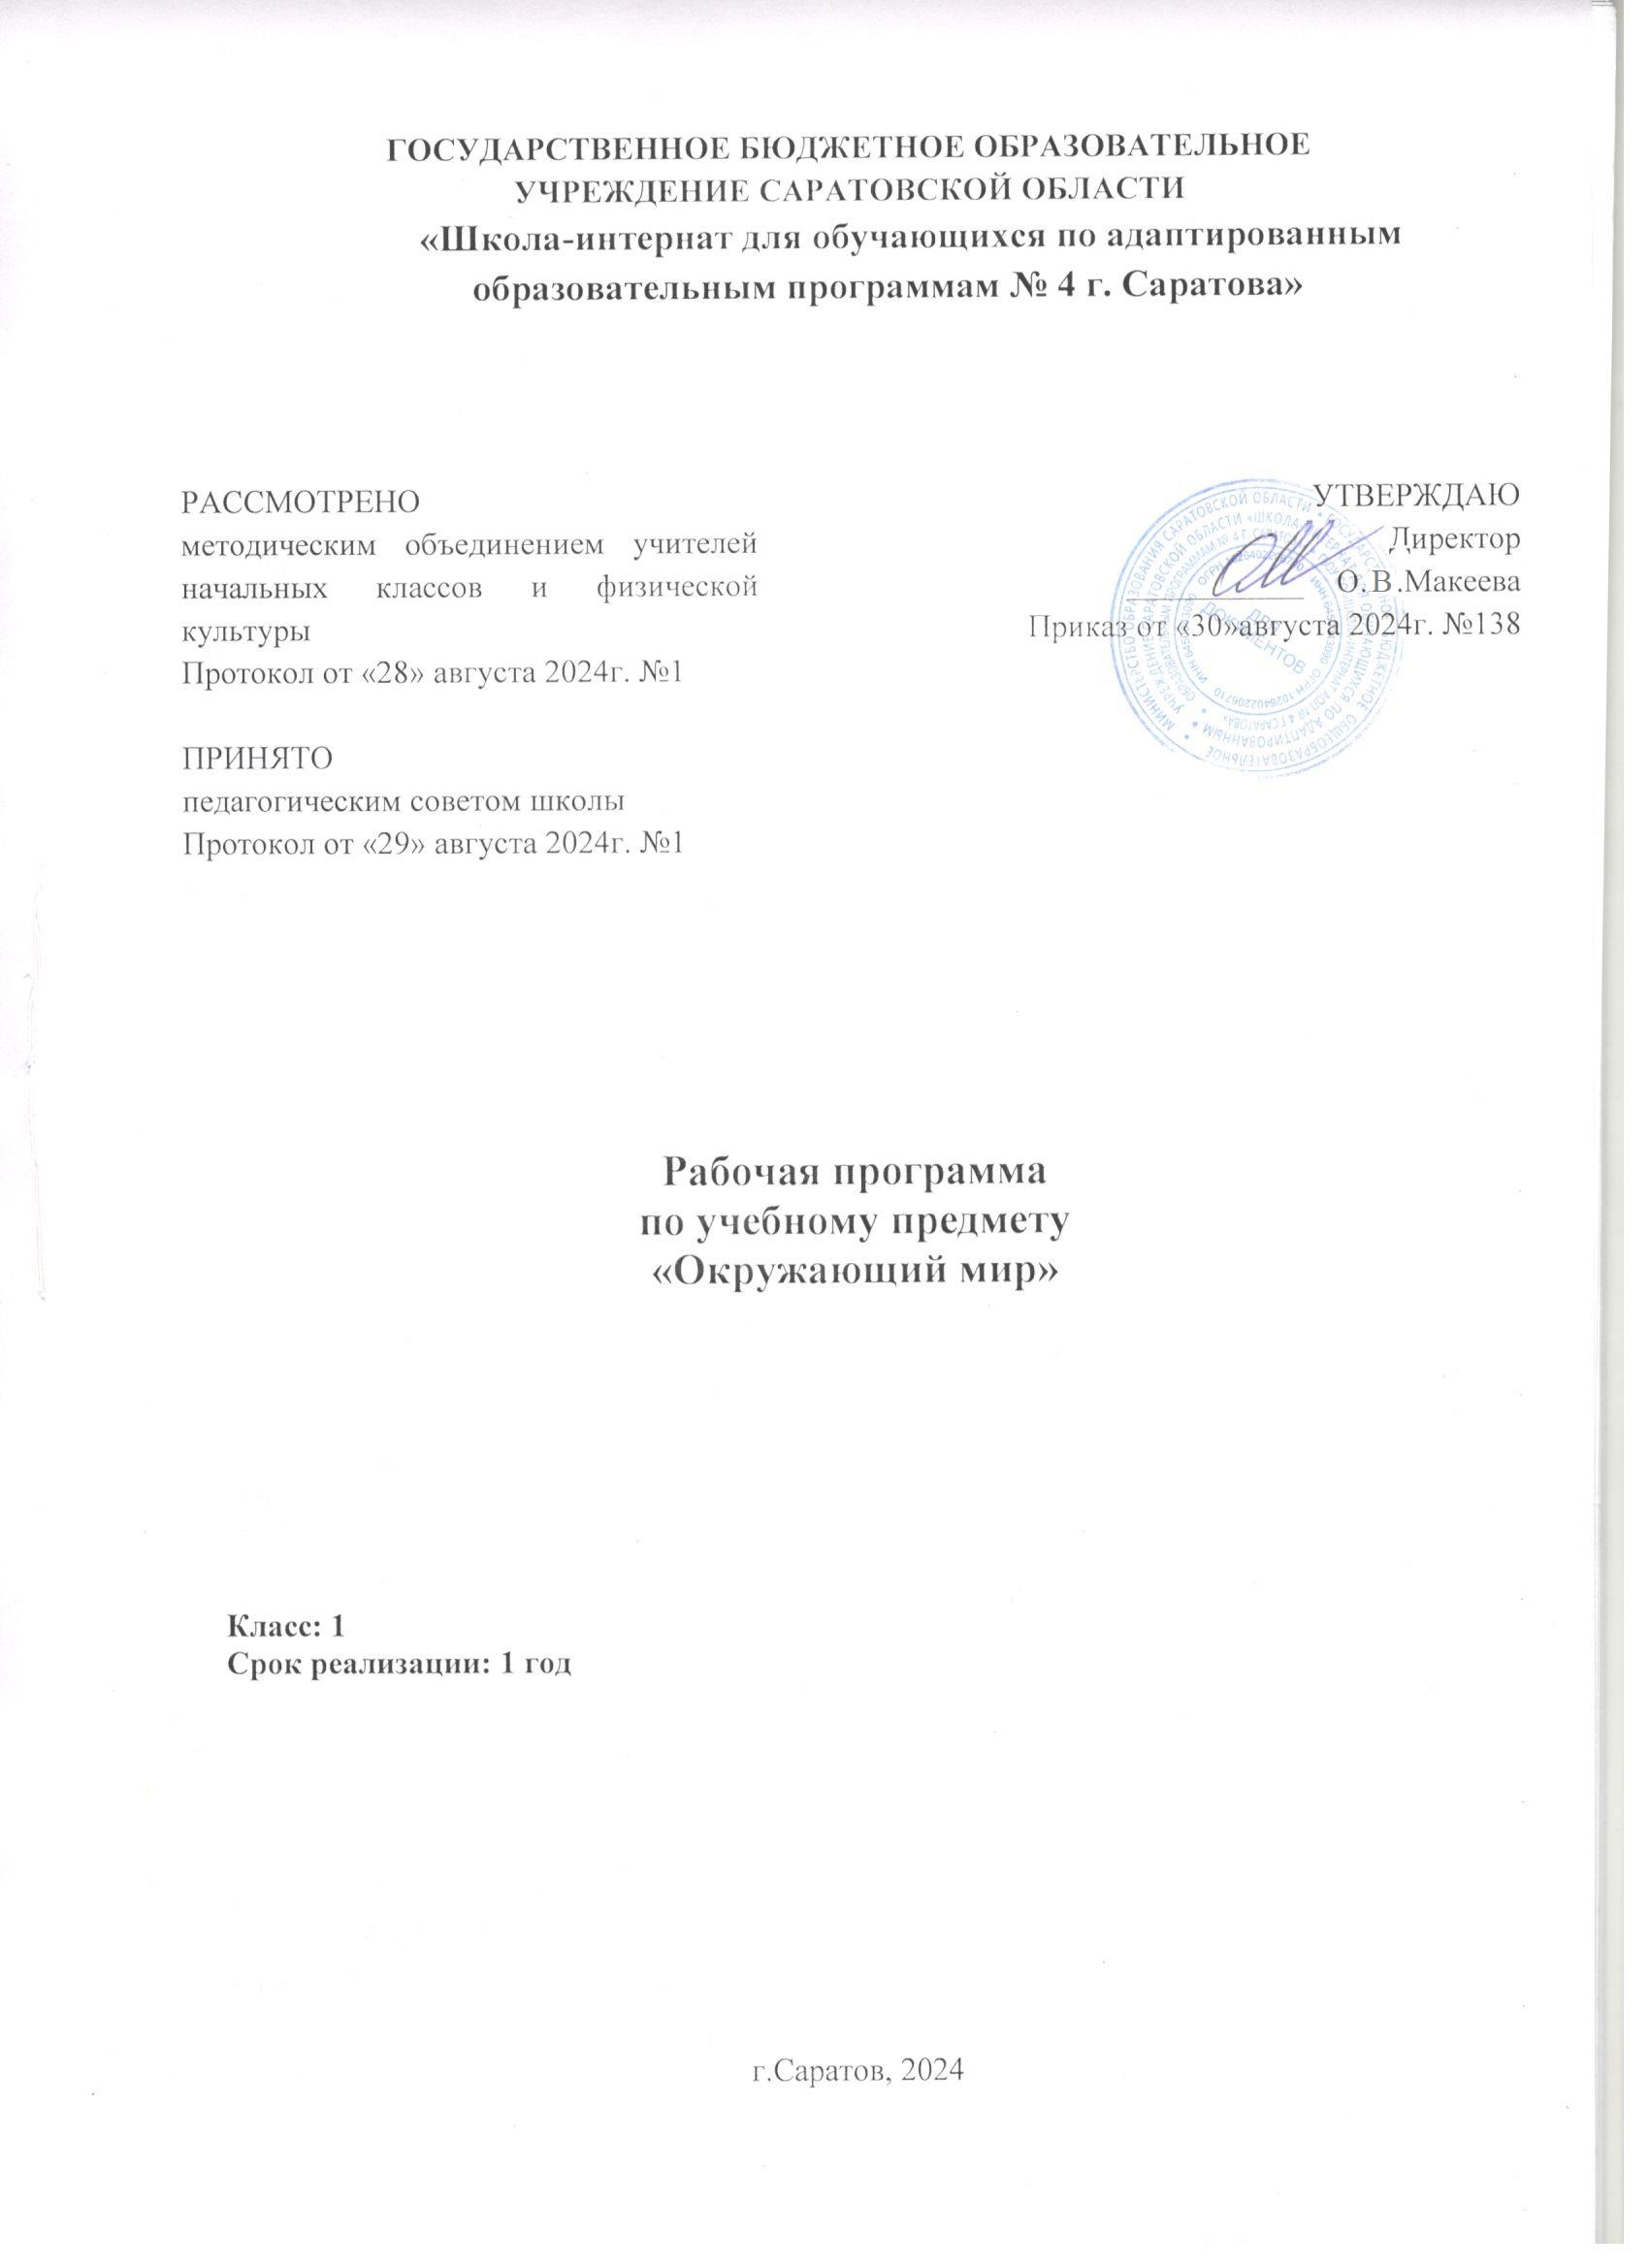 ГОСУДАРСТВЕННОЕ БЮДЖЕТНОЕ ОБРАЗОВАТЕЛЬНОЕ
УЧРЕЖДЕНИЕ САРАТОВСКОЙ ОБЛАСТИ
«Школа-интернат для обучающихся по адаптированным
образовательным программам № 4 г. Саратова»
РАССМОТРЕНО
методическим объединением учителей
начальных классов и физической
культуры
Протокол от «28» августа 2024г. №1
ПРИНЯТО
педагогическим советом школы
Протокол от «29» августа 2024г. №1
УТВЕРЖДАЮ
Директор
О.В.Макеева
Приказ от «30»августа 2024г. №138
ДЛЯ
ДОКУМЕНТОВ
Рабочая программа
по учебному предмету
«Окружающий мир»
Класс: 1
Срок реализации: 1 год
г.Саратов, 2024